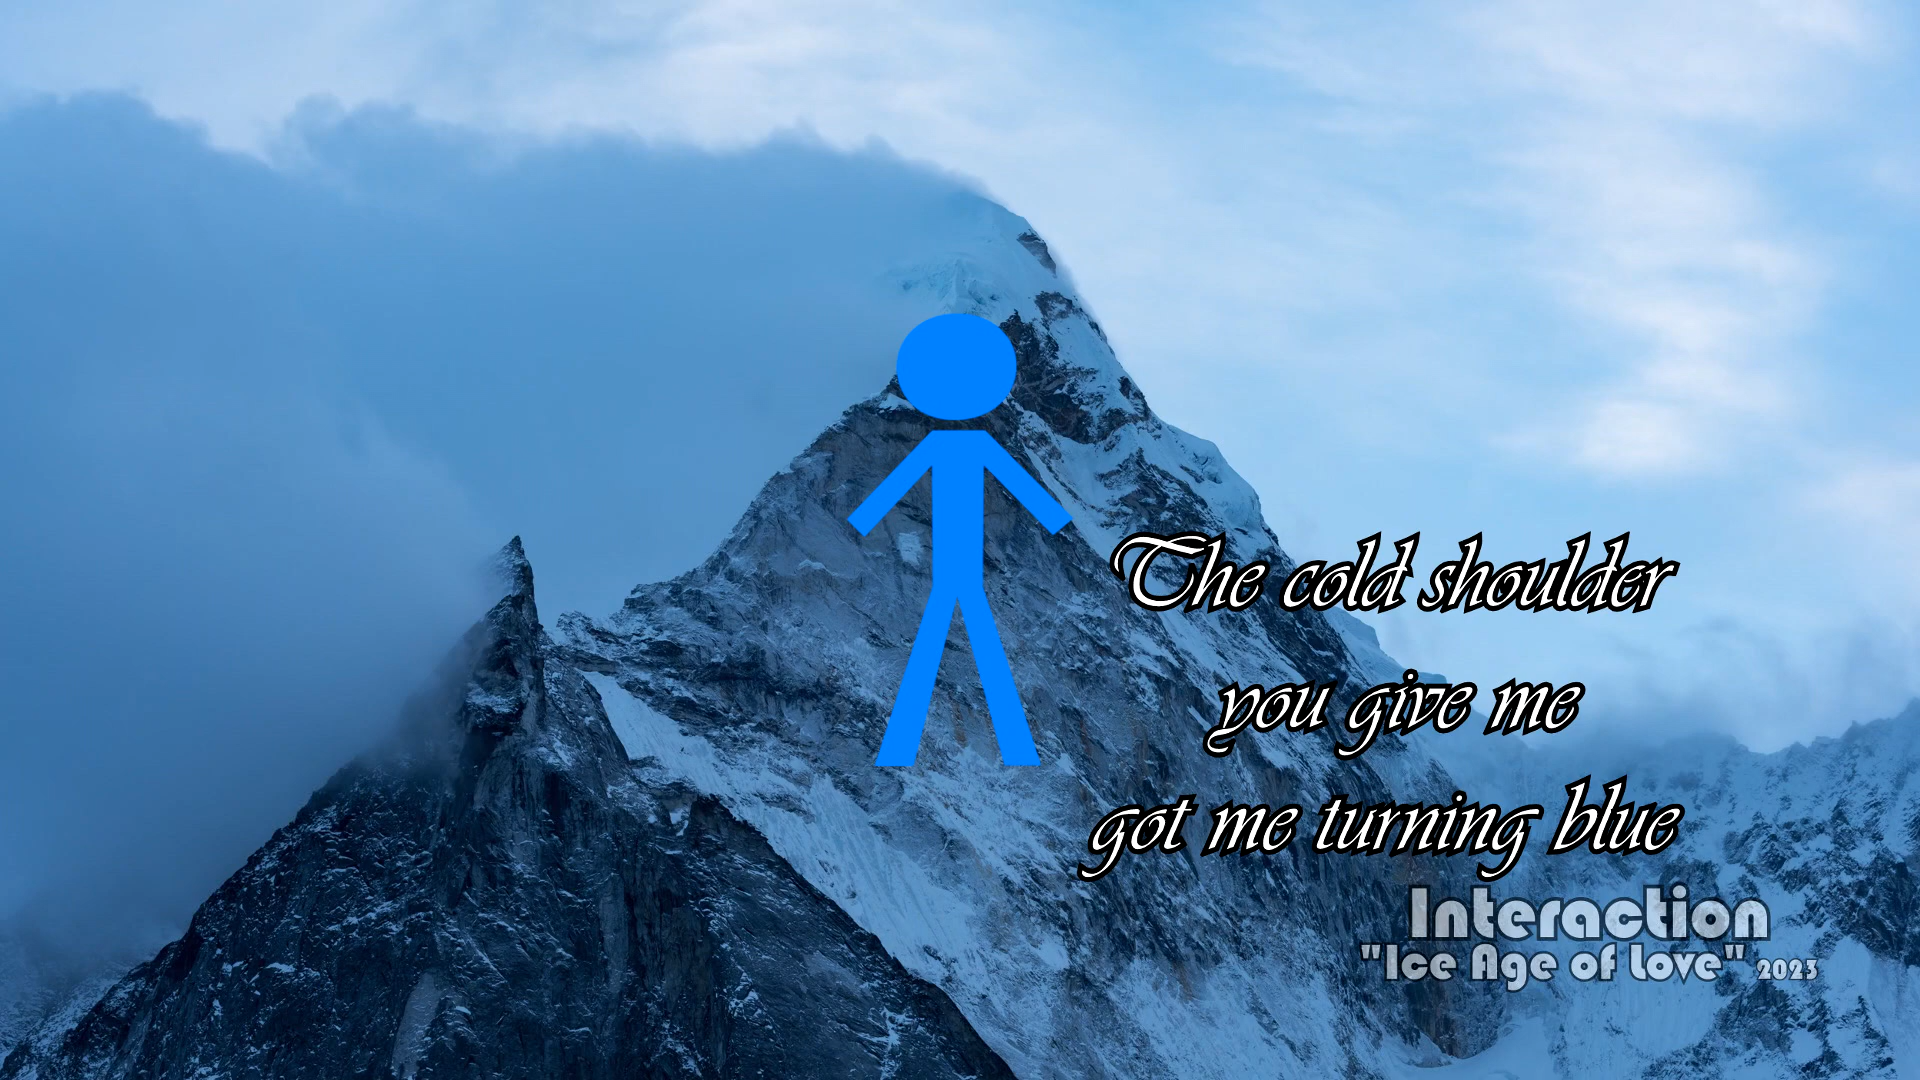 The cold shoulder
you give me
got me turning blue
Interaction
"Ice Age of Love" 2023